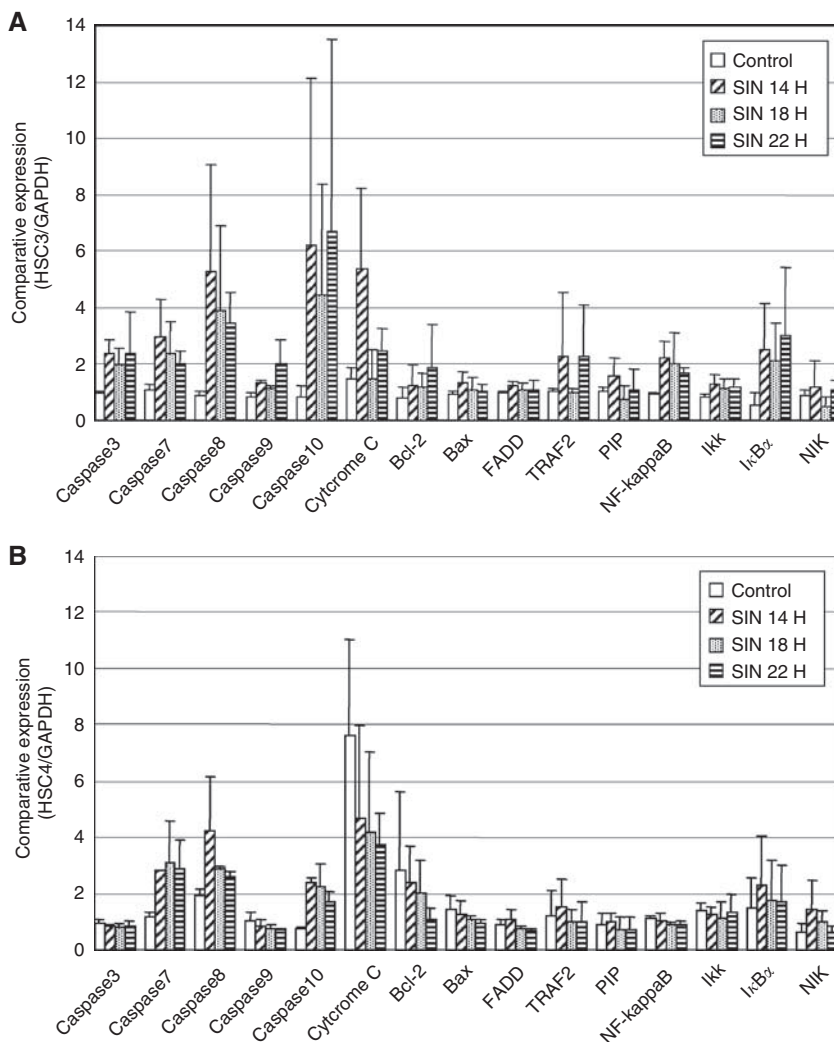 A
14
12
10
8
6
4
2
0
Comparative expression
(HSC3/GAPDH)
Control
SIN 14 H
SIN 18 H
SIN 22 H
Caspase3
Caspase7
Caspase8
Caspase9
Caspase10
Cytcrome C
Bcl-2
Bax
FADD
TRAF2
PIP
NF-kappaB
Ikk
IκBα
NIK
B
14
12
10
8
6
4
2
0
Comparative expression
(HSC4/GAPDH)
Control
SIN 14 H
SIN 18 H
SIN 22 H
Caspase3
Caspase7
Caspase8
Caspase9
Caspase10
Cytcrome C
Bcl-2
Bax
FADD
TRAF2
PIP
NF-kappaB
Ikk
IκBα
NIK